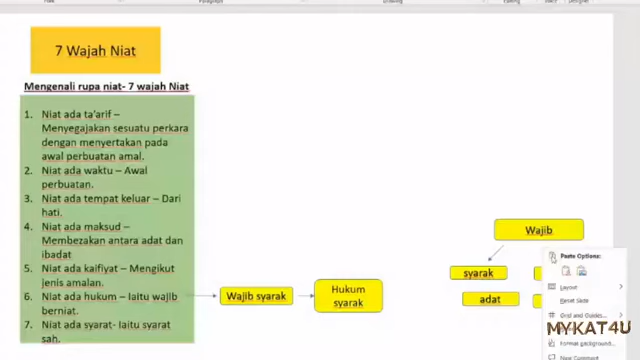 7 Wajah Niat
Mengenali rupa niat- 7 wajah Niat
1. Niat ada ta'arif –
Menyegajakan sesuatu perkara
dengan menyertakan pada
awal perbuatan amal.
2. Niat ada waktu – Awal
perbuatan.
3. Niat ada tempat keluar – Dari
hati.
4. Niat ada maksud –
Membezakan antara adat dan
ibadat
5. Niat ada kaifiyat – Mengikut
jenis amalan.
6. Niat ada hukum – Iaitu wajib
berniat.
7. Niat ada syarat- Iaitu syarat
sah.
Wajib syarak
Hukum
syarak
Wajib
syarak
adat
Paste Options:
Layout
Reset Slide
Grid and Guides...
Format Background...
New Comment
MYKAT4U